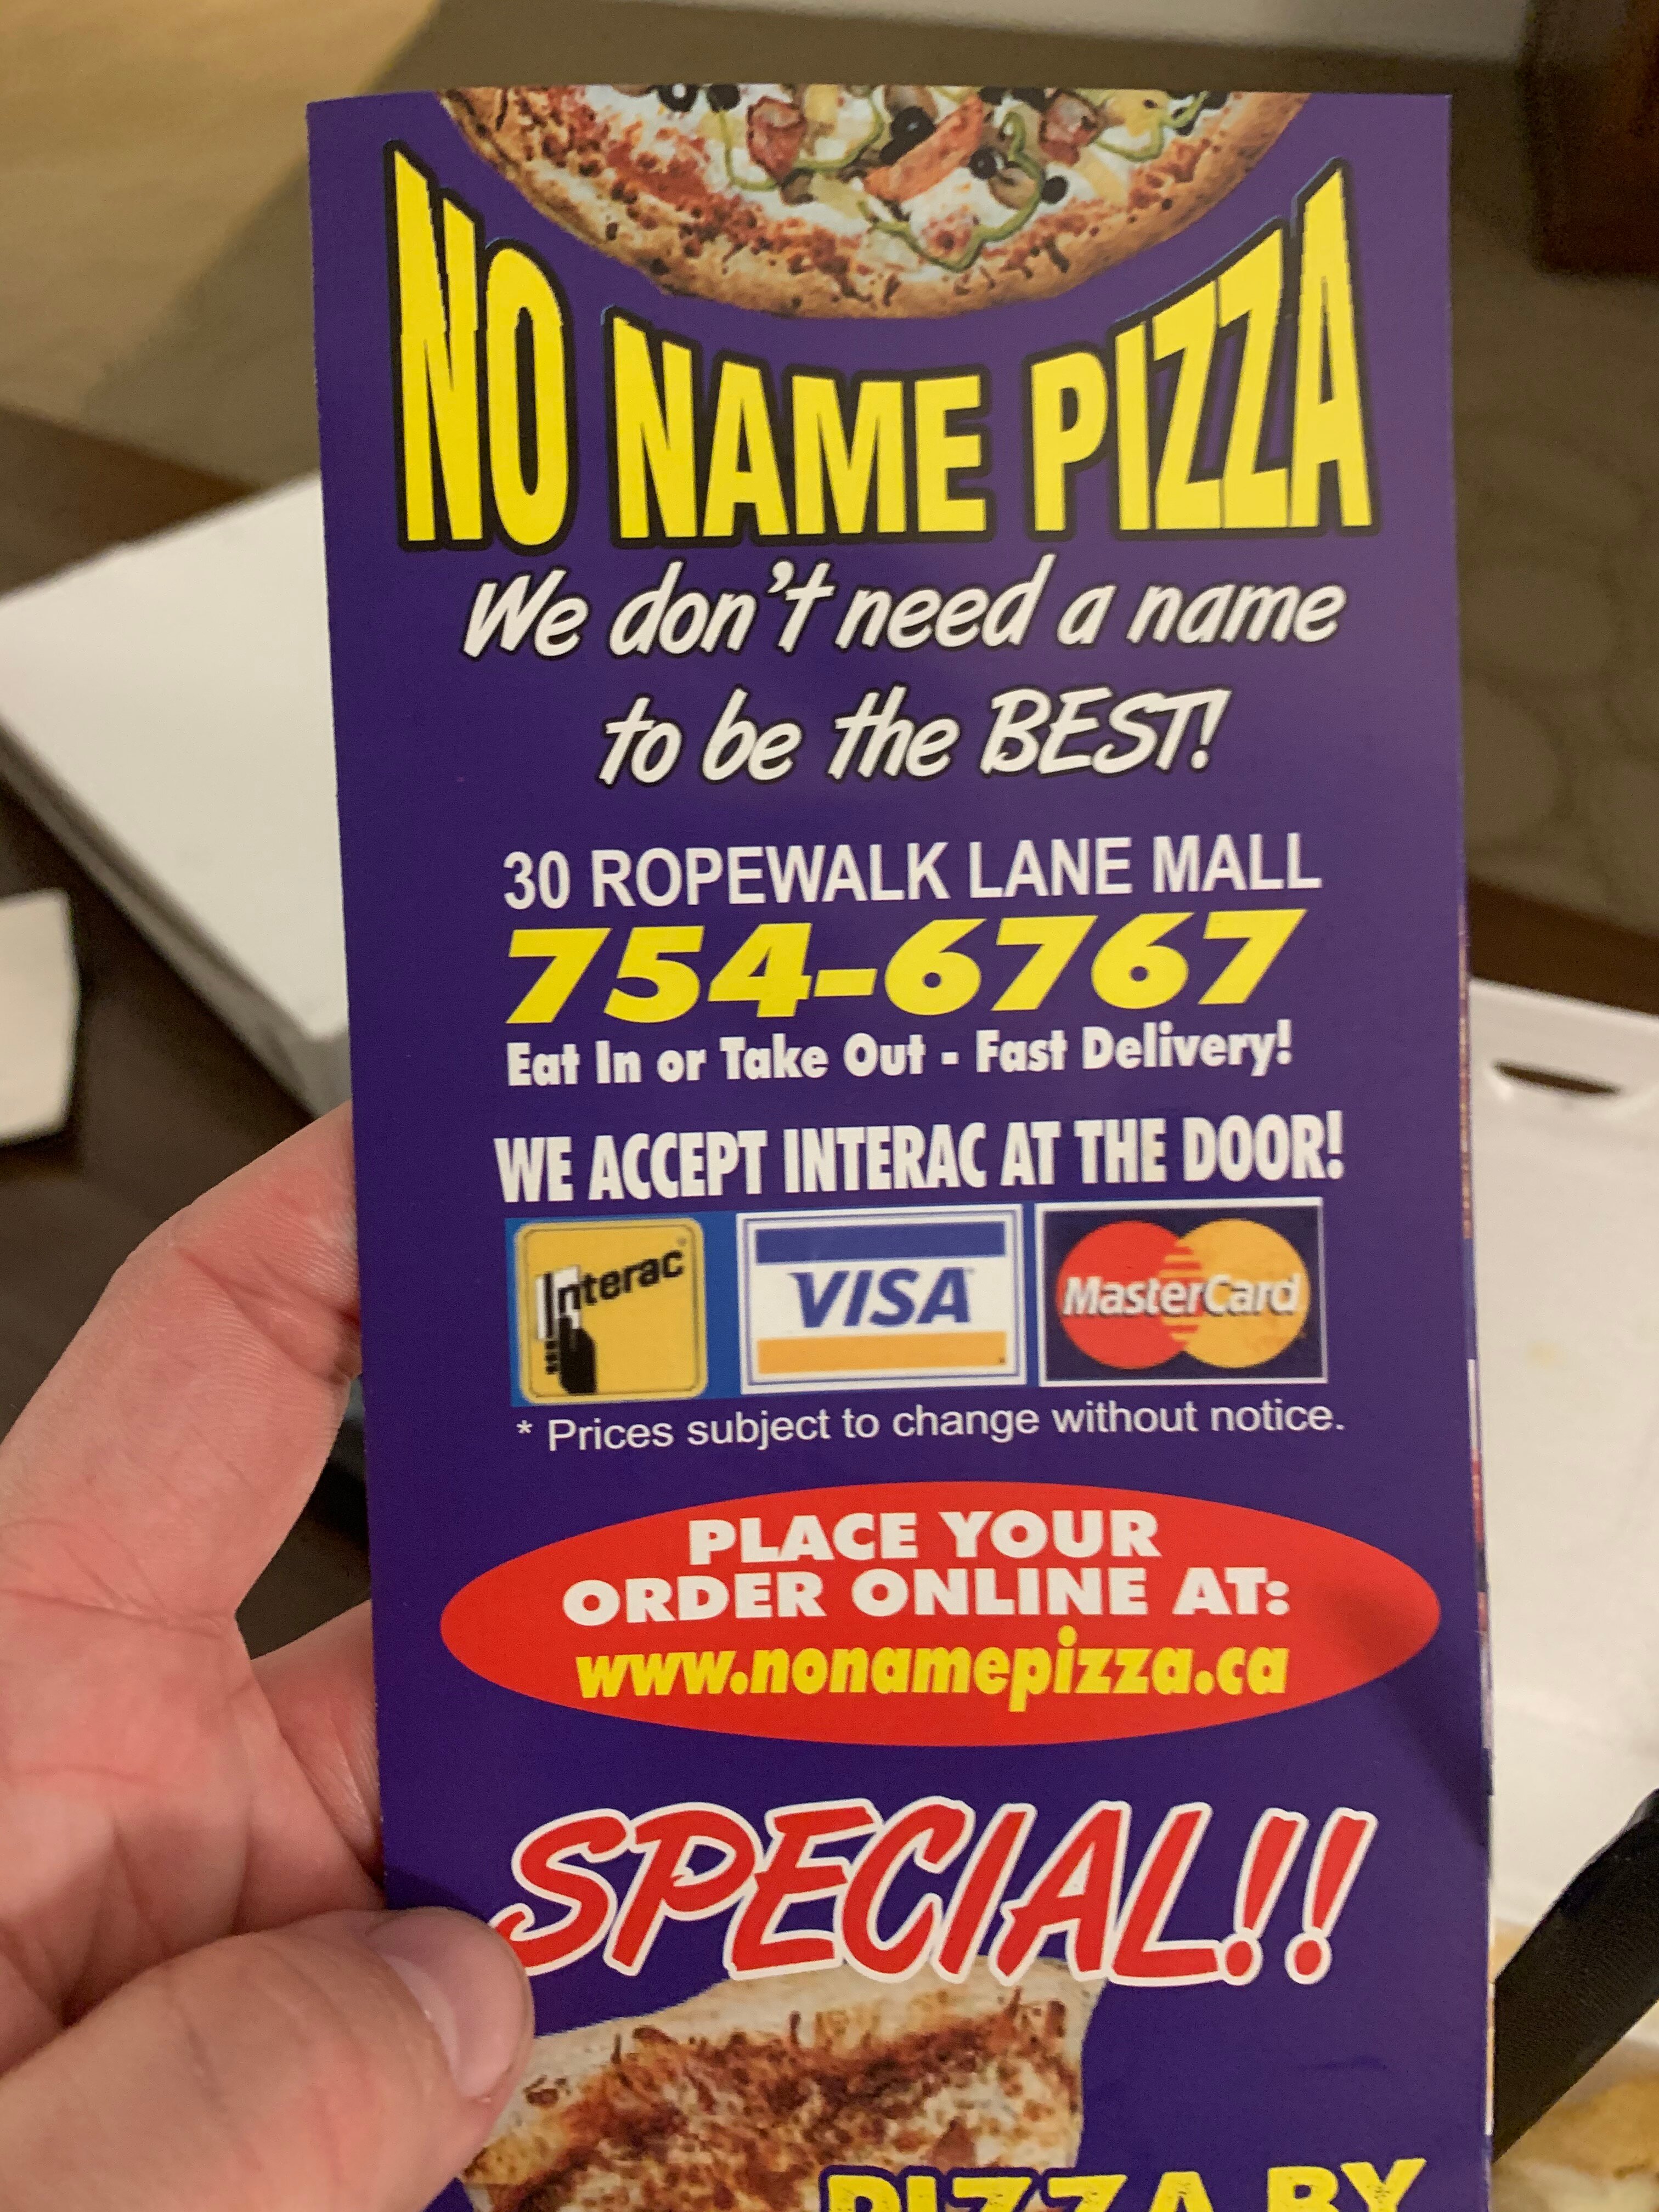 NO NAME PIZZA
We don't need a name
to be the BEST!
30 ROPEWALK LANE MALL
754-6767
Eat In or Take Out - Fast Delivery!
WE ACCEPT INTERAC AT THE DOOR!
Interac VISA MasterCard
* Prices subject to change without notice.
PLACE YOUR
ORDER ONLINE AT:
www.nonamepizza.ca
SPECIAL!!
PIZZA BY